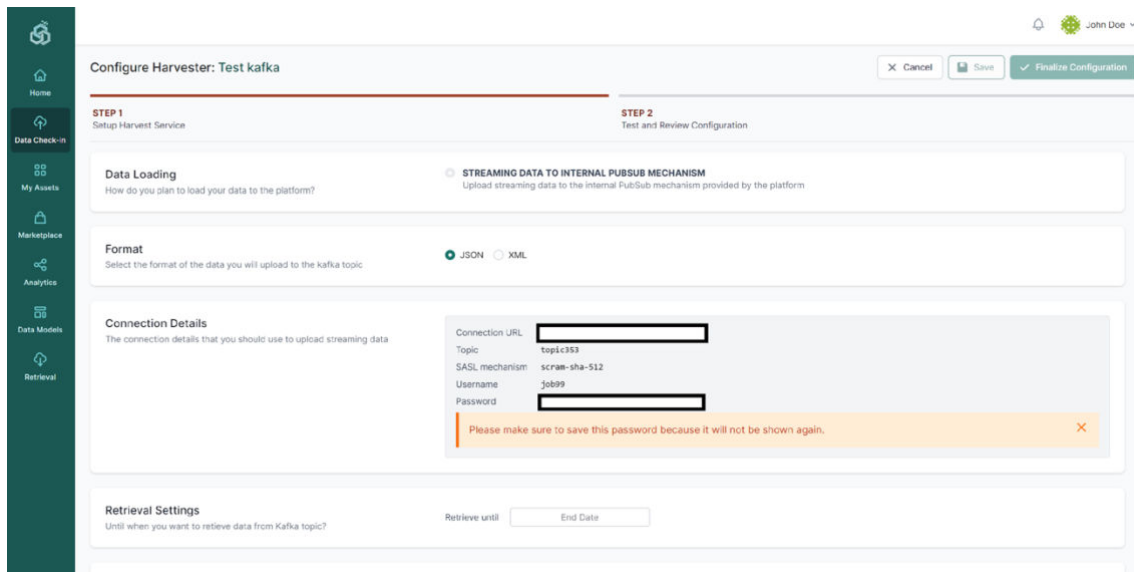 John Doe
Home
Data Check-in
My Assets
Marketplace
Analytics
Data Models
Retrieval
Configure Harvester: Test kafka
Cancel
Save
Finalize Configuration
STEP 1
Setup Harvest Service
STEP 2
Test and Review Configuration
Data Loading
How do you plan to load your data to the platform?
STREAMING DATA TO INTERNAL PUBSUB MECHANISM
Upload streaming data to the internal PubSub mechanism provided by the platform
Format
Select the format of the data you will upload to the kafka topic
JSON XML
Connection Details
The connection details that you should use to upload streaming data
Connection URL
Topic topic353
SASL mechanism scram-sha-512
Username job99
Password
Please make sure to save this password because it will not be shown again.
Retrieval Settings
Until when you want to retieve data from Kafka topic?
Retrieve until End Date